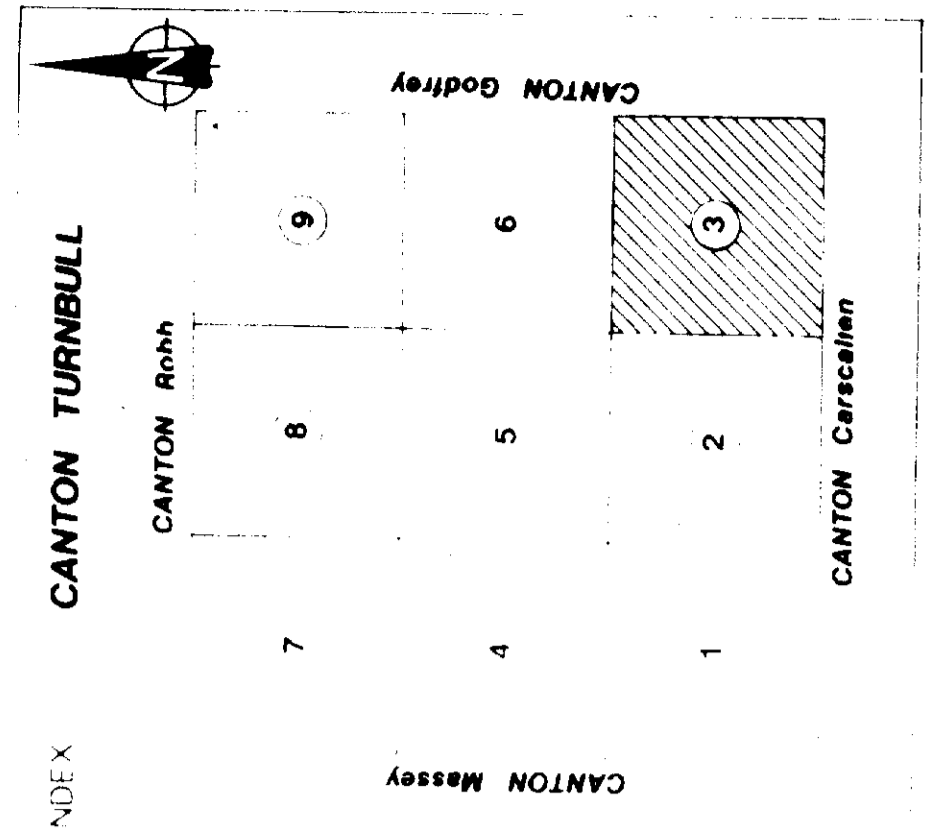 NDEX
CANTON TURNBULL
N
CANTON Robb
7 8 9
CANTON Massey
4 5 6
CANTON Godfrey
1 2 3
CANTON Carscallen